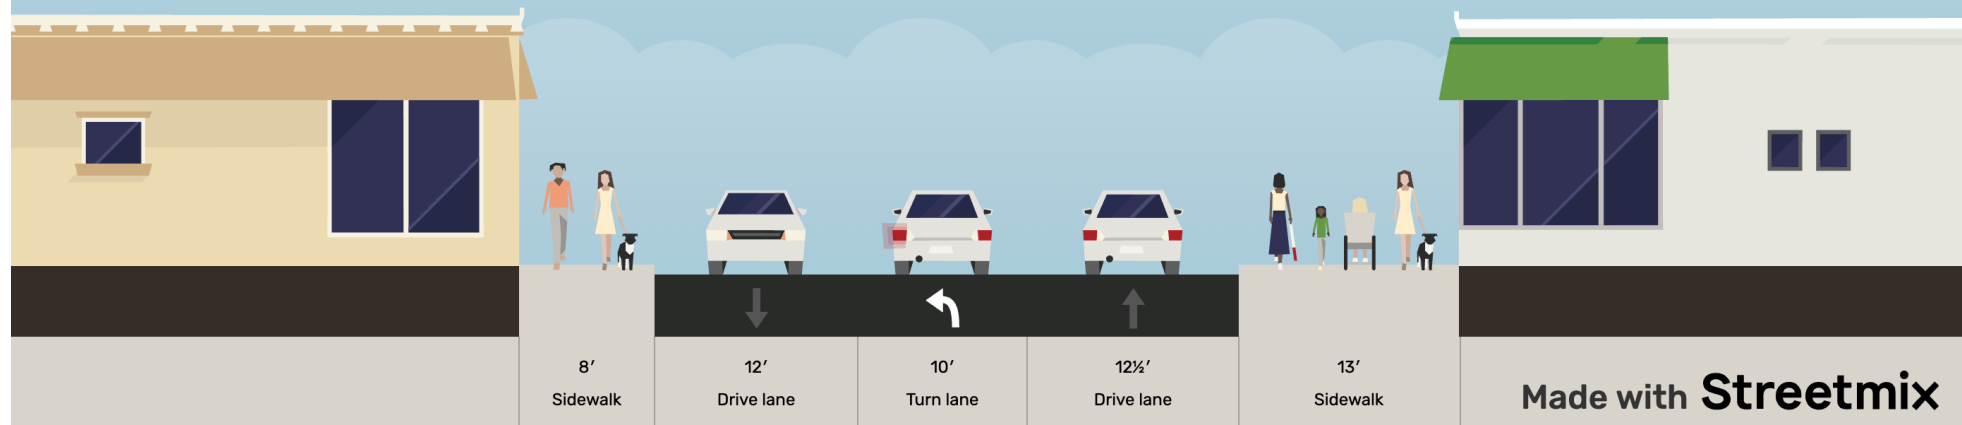 8′
Sidewalk
12′
Drive lane
10′
Turn lane
12½′
Drive lane
13′
Sidewalk
Made with Streetmix